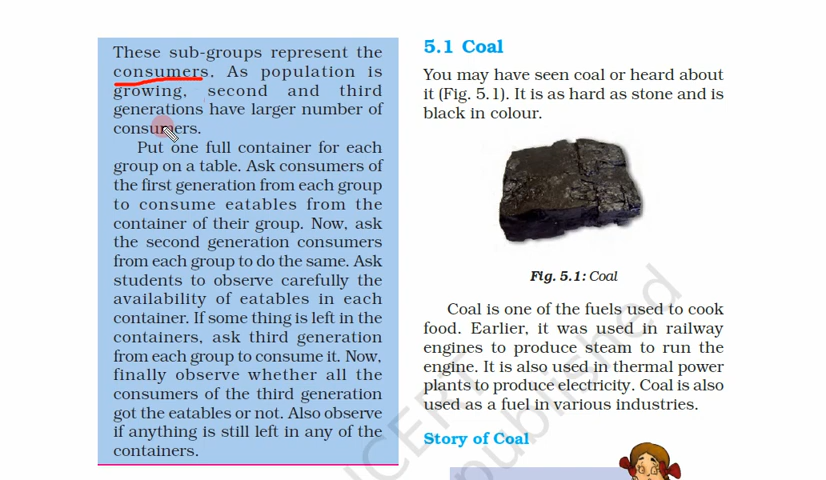 These sub-groups represent the
consumers. As population is
growing, second and third
generations have larger number of
consumers.
Put one full container for each
group on a table. Ask consumers of
the first generation from each group
to consume eatables from the
container of their group. Now, ask
the second generation consumers
from each group to do the same. Ask
students to observe carefully the
availability of eatables in each
container. If some thing is left in the
containers, ask third generation
from each group to consume it. Now,
finally observe whether all the
consumers of the third generation
got the eatables or not. Also observe
if anything is still left in any of the
containers.
5.1 Coal
You may have seen coal or heard about
it (Fig. 5.1). It is as hard as stone and is
black in colour.
Fig. 5.1: Coal
Coal is one of the fuels used to cook
food. Earlier, it was used in railway
engines to produce steam to run the
engine. It is also used in thermal power
plants to produce electricity. Coal is also
used as a fuel in various industries.
Story of Coal
NCERT
published